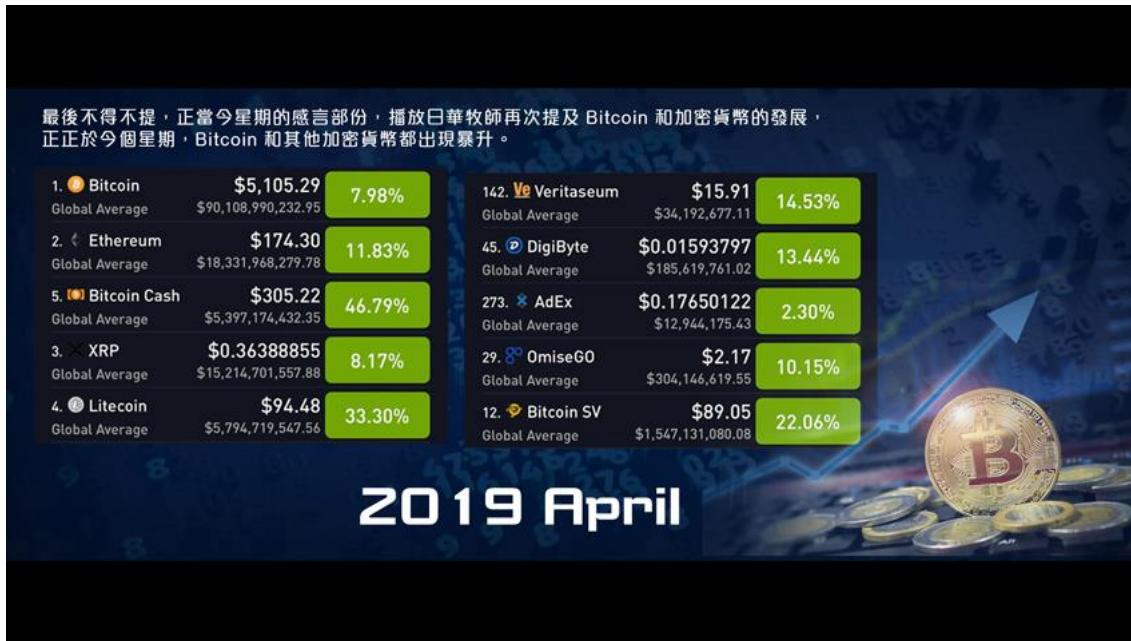 最後不得不提，正當今星期的感言部份，播放日華牧師再次提及 Bitcoin 和加密貨幣的發展，
正正於今個星期，Bitcoin 和其他加密貨幣都出現暴升。
1. Bitcoin $5,105.29 7.98%
Global Average $90,108,990,232.95
2. Ethereum $174.30 11.83%
Global Average $18,331,968,279.78
5. Bitcoin Cash $305.22 46.79%
Global Average $5,397,174,432.35
3. XRP $0.36388855 8.17%
Global Average $15,214,701,557.88
4. Litecoin $94.48 33.30%
Global Average $5,794,719,547.56
142. Ve Veritaseum $15.91 14.53%
Global Average $34,192,677.11
45. DigiByte $0.01593797 13.44%
Global Average $185,619,761.02
273. AdEx $0.17650122 2.30%
Global Average $12,944,175.43
29. OmiseGO $2.17 10.15%
Global Average $304,146,619.55
12. Bitcoin SV $89.05 22.06%
Global Average $1,547,131,080.08
2019 April